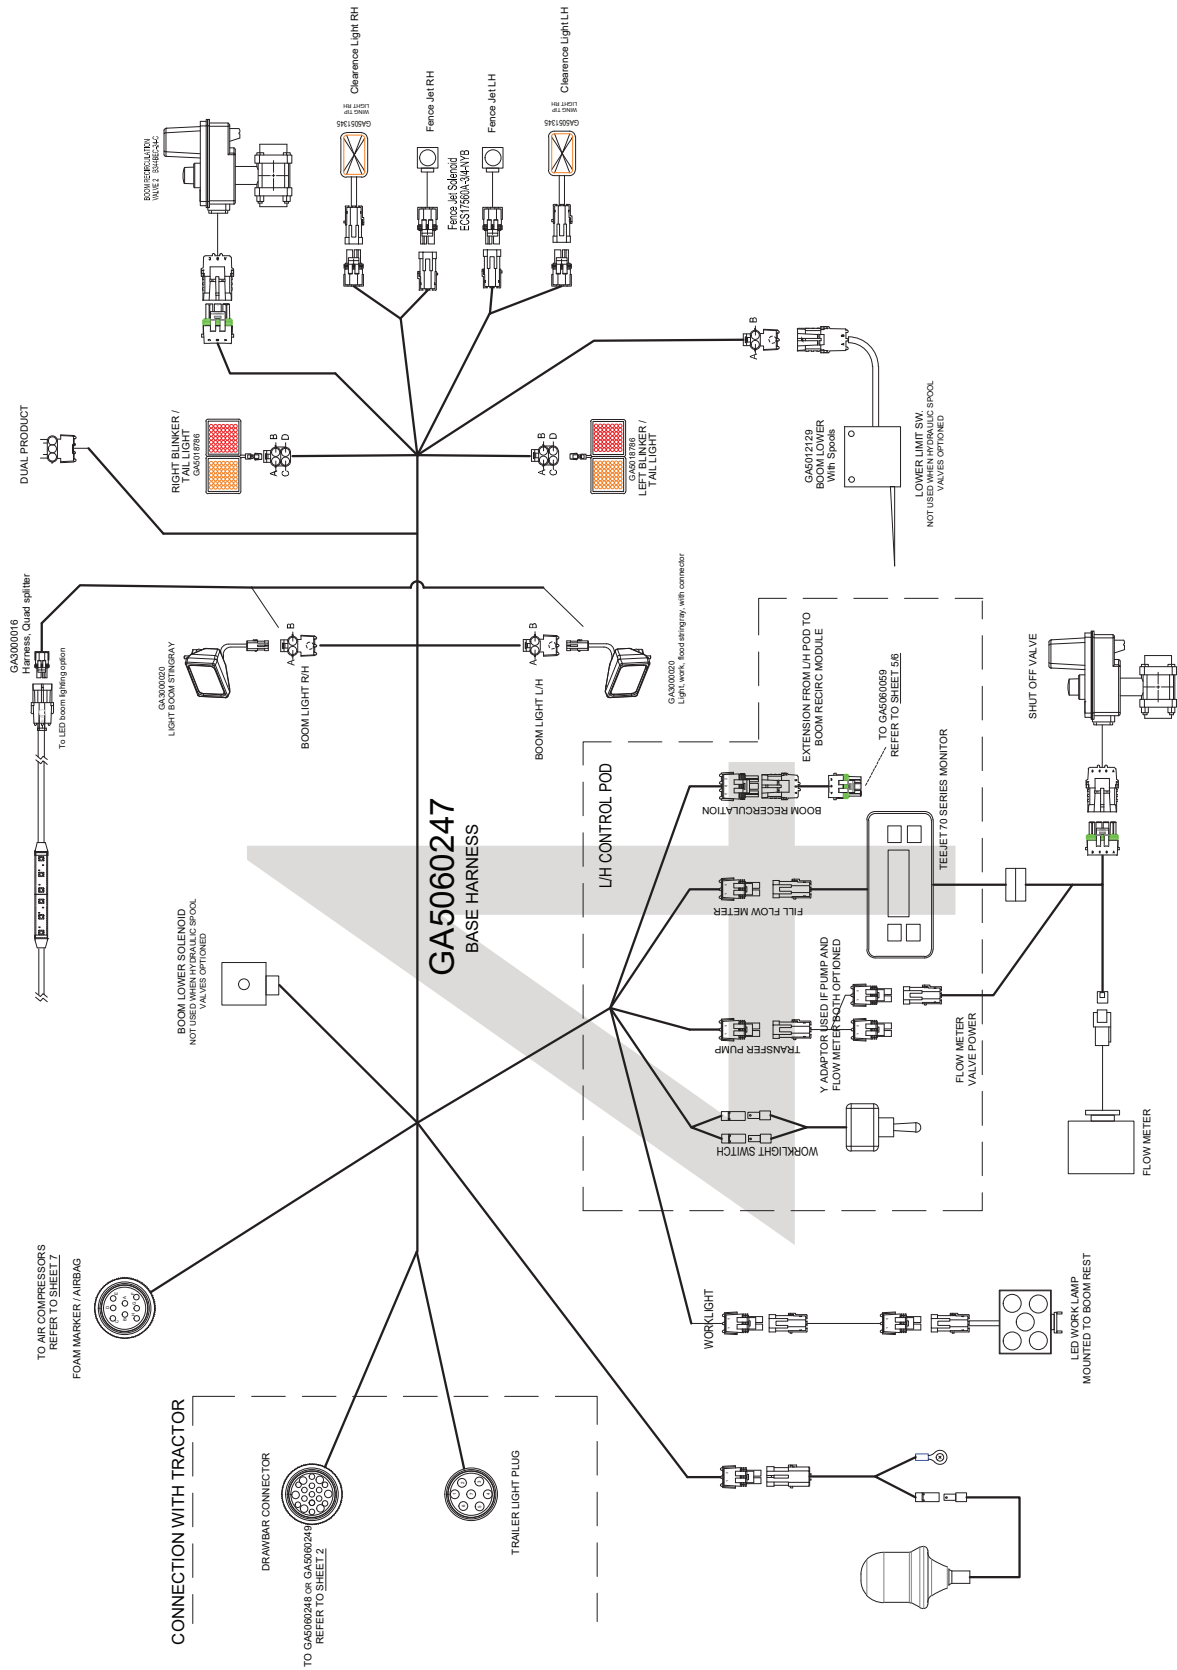 CONNECTION WITH TRACTOR
DRAWBAR CONNECTOR
TO GA5060248 OR GA5060249
REFER TO SHEET 2
TRAILER LIGHT PLUG
TO AIR COMPRESSORS
REFER TO SHEET 7
FOAM MARKER / AIRBAG
BOOM LOWER SOLENOID
NOT USED WHEN HYDRAULIC SPOOL
VALVES OPTIONED
GA5060247
BASE HARNESS
GA3000016
Harness, Quad splitter
To LED boom lighting option
GA3000020
LIGHT BOOM STINGRAY
A
B
BOOM LIGHT R/H
A
B
BOOM LIGHT L/H
GA3000020
Light, work, flood stringray, with connector
DUAL PRODUCT
RIGHT BLINKER /
TAIL LIGHT
GA5018786
A
B
C
D
A
B
C
D
GA5018786
LEFT BLINKER /
TAIL LIGHT
BOOM RECIRCULATION
VALVE 2 B344BEC-24-C
Clearence Light RH
WING TIP
LIGHT RH
GA5051345
Fence Jet RH
Fence Jet Solenoid
ECS17560A-3/4-NYB
Fence Jet LH
Clearence Light LH
WING TIP
LIGHT RH
GA5051345
A
B
GA5012129
BOOM LOWER
With Spools
LOWER LIMIT SW.
NOT USED WHEN HYDRAULIC SPOOL
VALVES OPTIONED
L/H CONTROL POD
BOOM RECERCULATION
EXTENSION FROM L/H POD TO
BOOM RECIRC MODULE
TO GA5060059
REFER TO SHEET 5,6
FILL FLOW METER
TEEJET 70 SERIES MONITOR
TRANSFER PUMP
Y ADAPTOR USED IF PUMP AND
FLOW METER BOTH OPTIONED
FLOW METER
VALVE POWER
WORKLIGHT SWITCH
SHUT OFF VALVE
FLOW METER
WORKLIGHT
LED WORK LAMP
MOUNTED TO BOOM REST